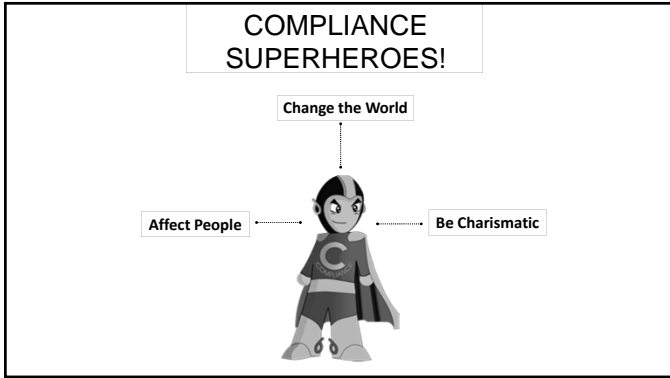 COMPLIANCE
SUPERHEROES!
Change the World
Affect People
Be Charismatic
C
COMPLIANCE